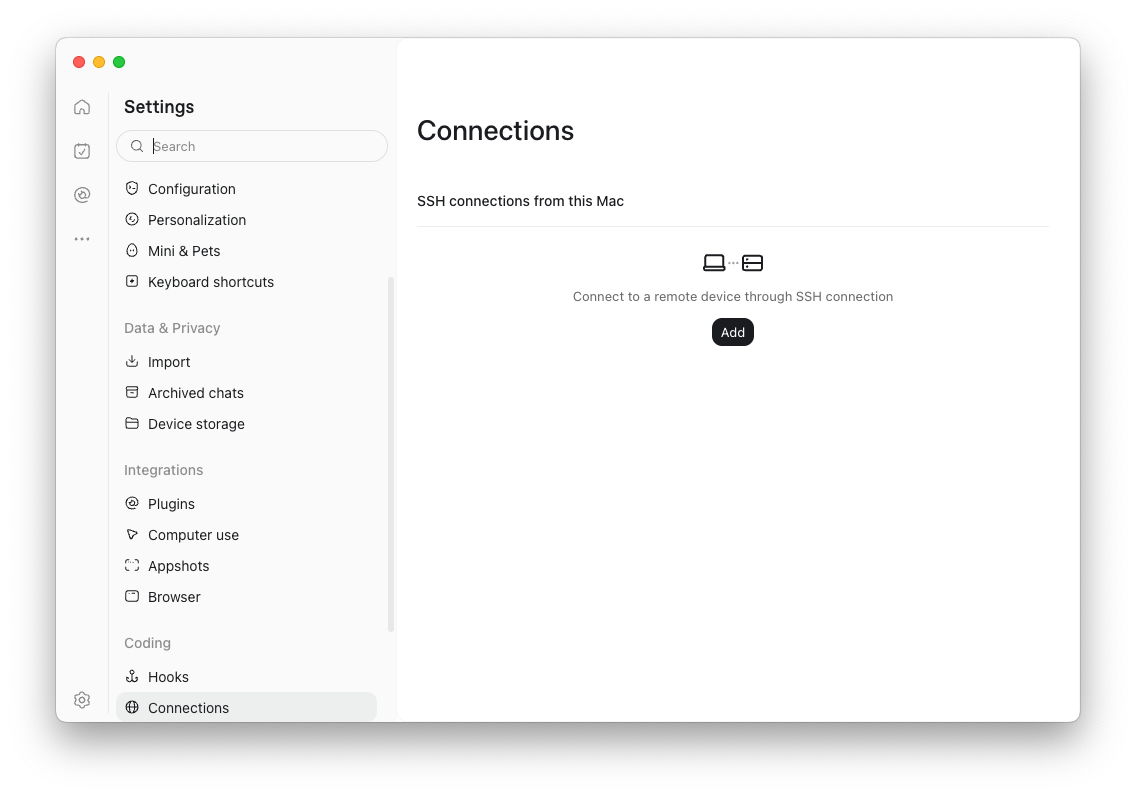 Settings
Search
Configuration
Personalization
Mini & Pets
Keyboard shortcuts
Data & Privacy
Import
Archived chats
Device storage
Integrations
Plugins
Computer use
Appshots
Browser
Coding
Hooks
Connections
Connections
SSH connections from this Mac
Connect to a remote device through SSH connection
Add